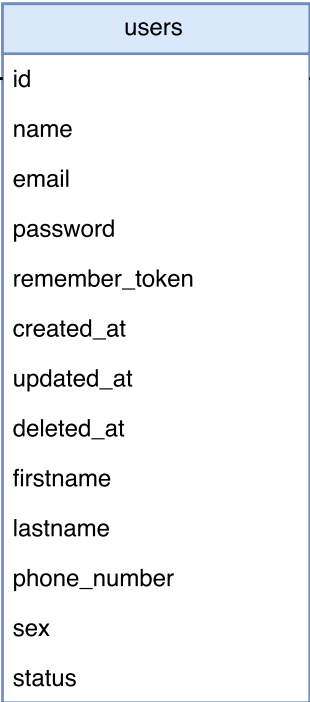 users
id
name
email
password
remember_token
created_at
updated_at
deleted_at
firstname
lastname
phone_number
sex
status